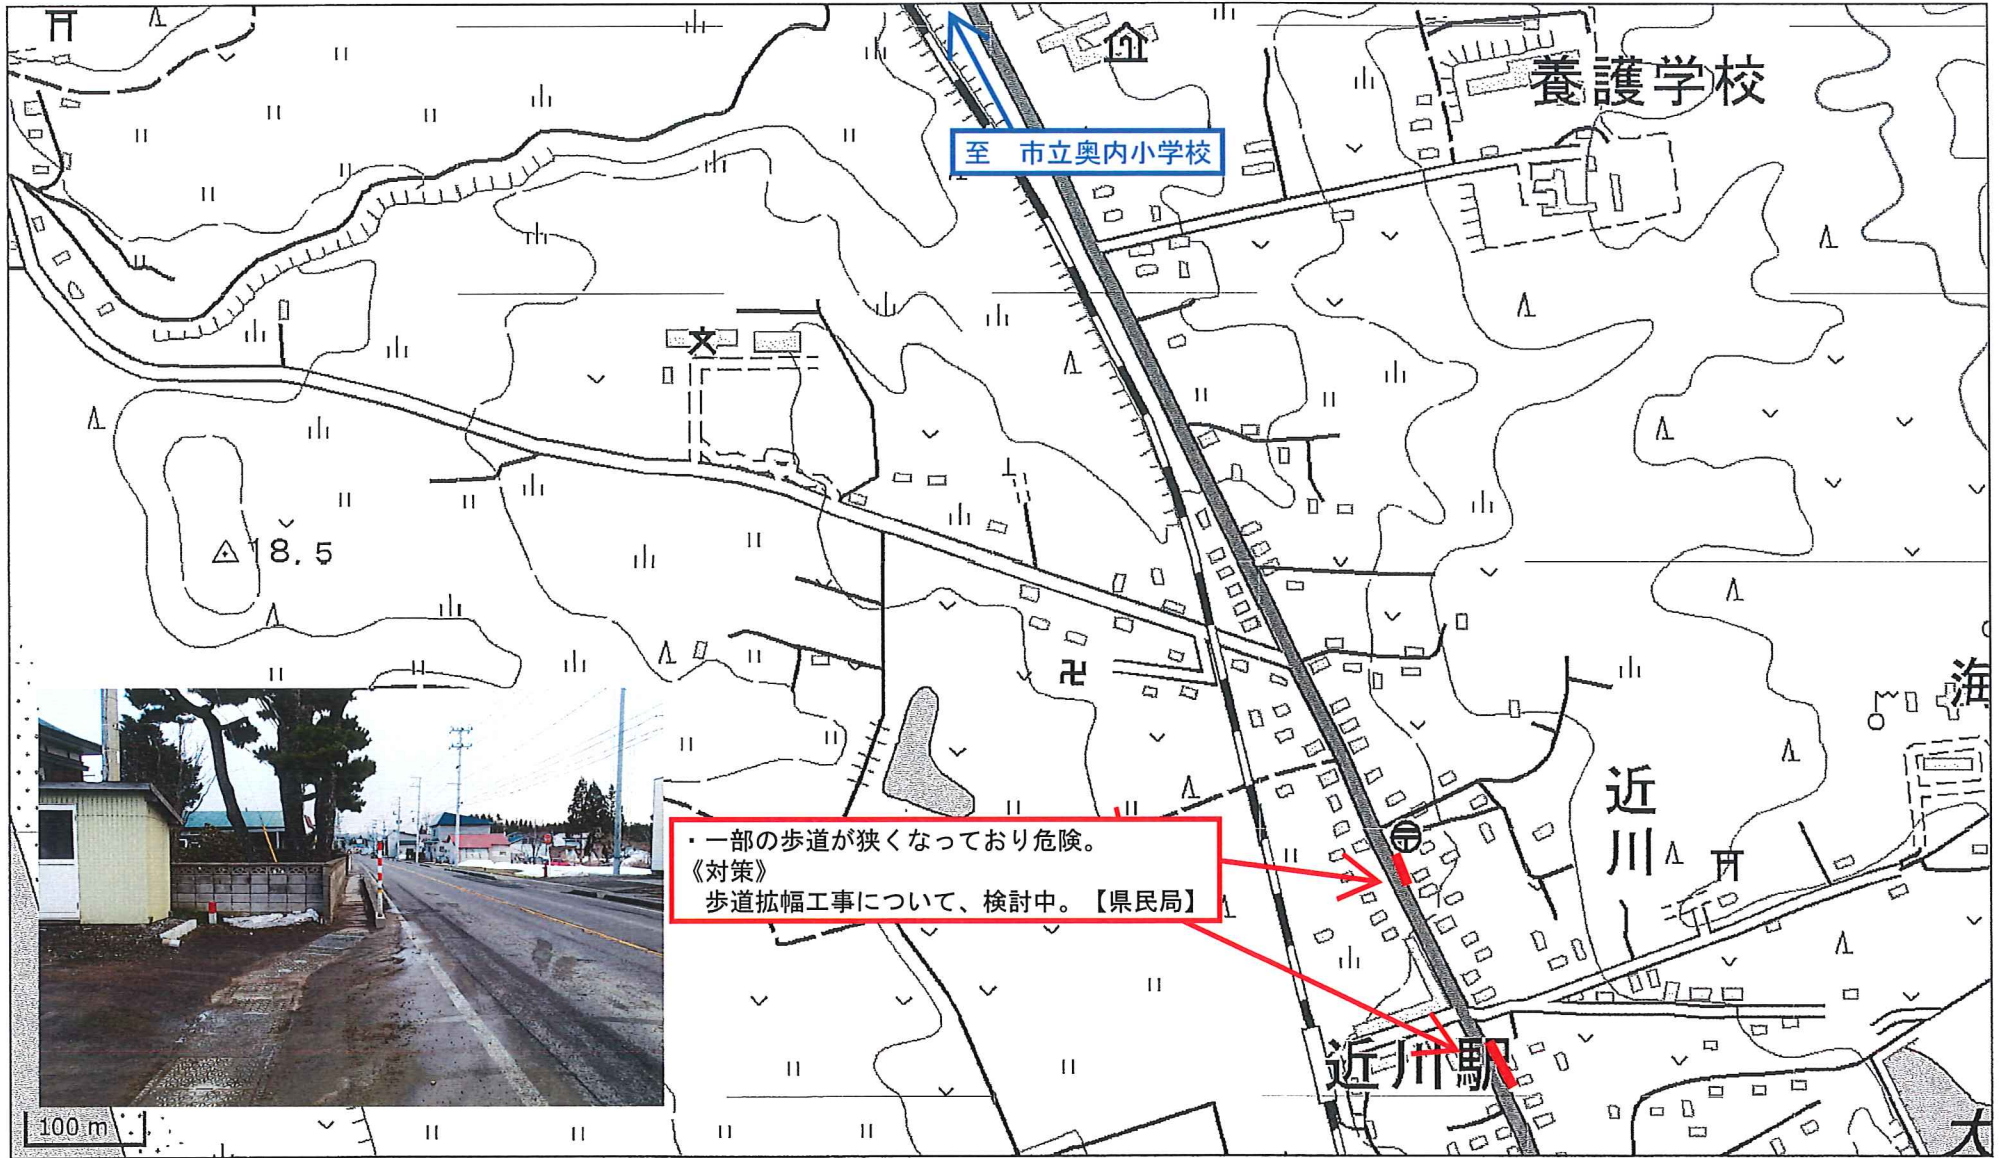 養護学校
至 市立奥内小学校
18.5
海
近川
・一部の歩道が狭くなっており危険。
《対策》
歩道拡幅工事について、検討中。【県民局】
近川駅
100 m